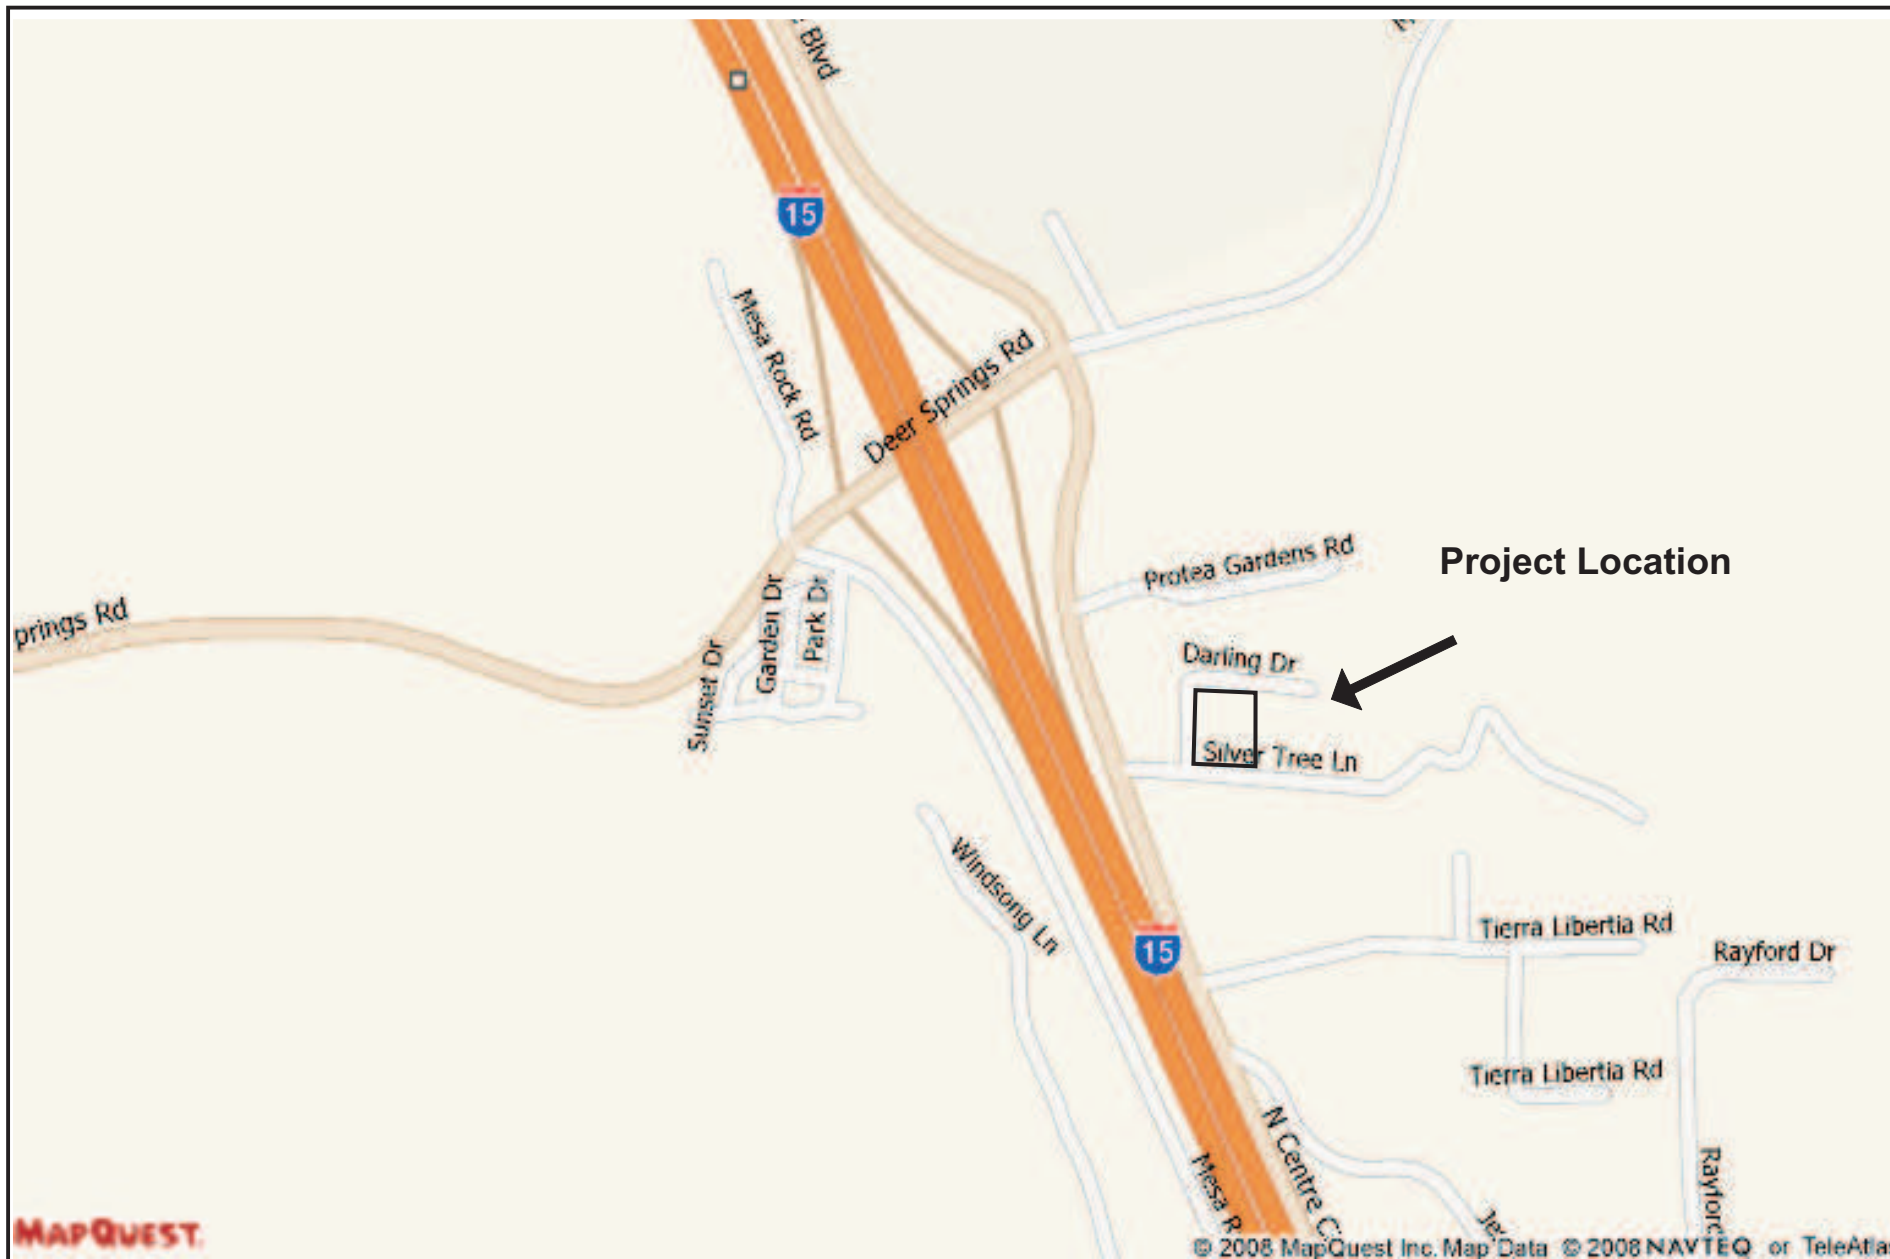 Blvd
15
Mesa Rock Rd
Deer Springs Rd
Protea Gardens Rd
Project Location
prings Rd
Sunset Dr
Garden Dr
Park Dr
Darling Dr
Silver Tree Ln
Windsong Ln
15
Tierra Libertia Rd
Rayford Dr
Tierra Libertia Rd
N Centre C
Mesa R
Rayford
MAPQUEST.
© 2008 MapQuest Inc. Map Data © 2008 NAVTEQ or TeleAtla